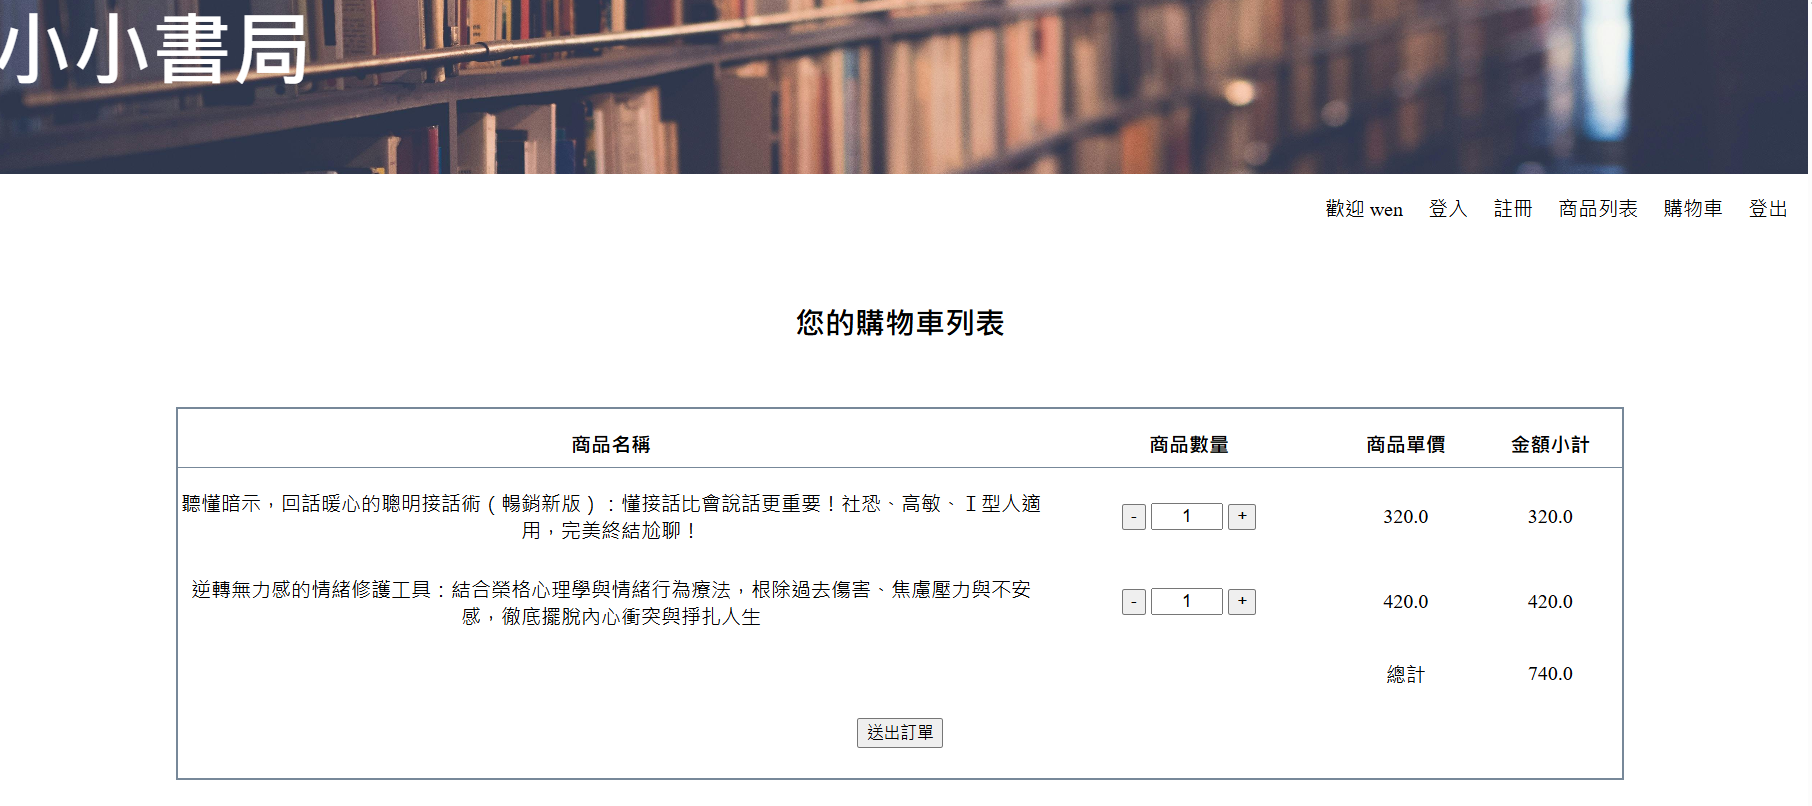 小小書局
歡迎 wen 登入 註冊 商品列表 購物車 登出
您的購物車列表
商品名稱 商品數量 商品單價 金額小計
聽懂暗示，回話暖心的聰明接話術（暢銷新版）：懂接話比會說話更重要！社恐、高敏、Ｉ型人適
用，完美終結尬聊！
- 1 + 320.0 320.0
逆轉無力感的情緒修護工具：結合榮格心理學與情緒行為療法，根除過去傷害、焦慮壓力與不安
感，徹底擺脫內心衝突與掙扎人生
- 1 + 420.0 420.0
總計 740.0
送出訂單